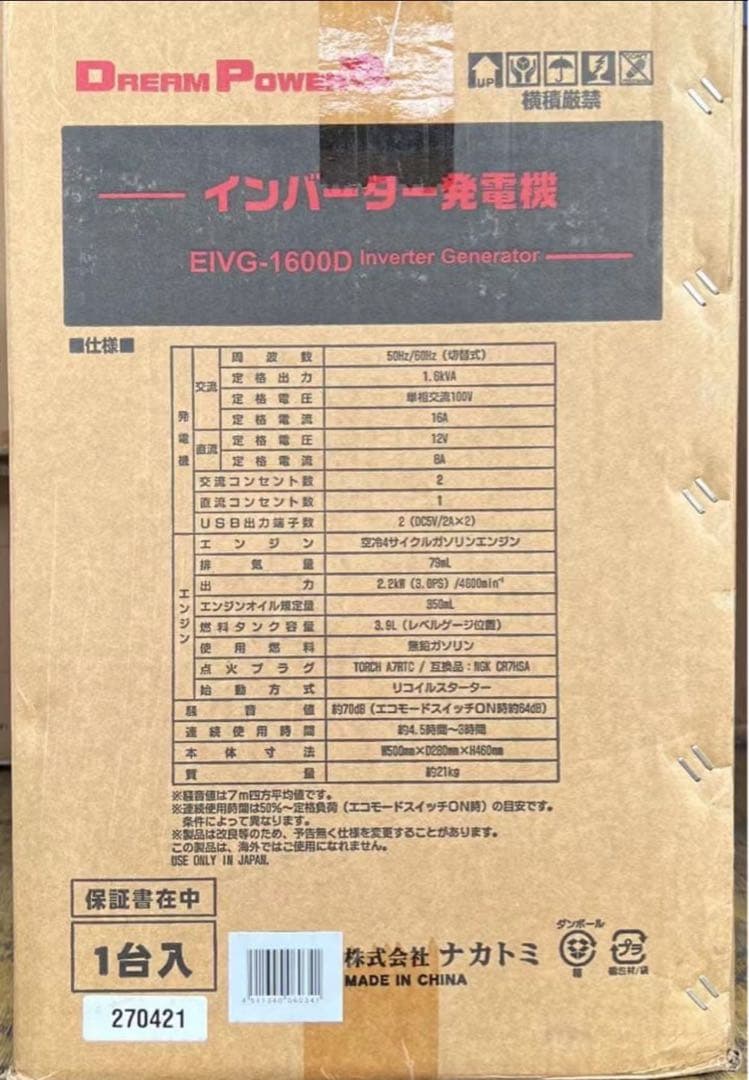 DREAM POWER
UP
横積厳禁
インバーター発電機
EIVG-1600D Inverter Generator
■仕様■
発電機
交流
周波数 50Hz/60Hz (切替式)
定格出力 1.6kVA
定格電圧 単相交流100V
定格電流 16A
直流
定格電圧 12V
定格電流 8A
交流コンセント数 2
直流コンセント数 1
USB出力端子数 2 (DC5V/2A×2)
エンジン
エンジン 空冷4サイクルガソリンエンジン
排気量 79mL
出力 2.2kW (3.0PS) /4600min⁻¹
エンジンオイル規定量 350mL
燃料タンク容量 3.9L (レベルゲージ位置)
使用燃料 無鉛ガソリン
点火プラグ TORCH A7RTC / 互換品:NGK CR7HSA
始動方式 リコイルスターター
騒音値 約70dB (エコモードスイッチON時約64dB)
連続使用時間 約4.5時間〜3時間
本体寸法 W500mm×D280mm×H460mm
質量 約21kg
※騒音値は7m四方平均値です。
※連続使用時間は50%〜定格負荷 (エコモードスイッチON時) の目安です。
条件によって異なります。
※製品は改良等のため、予告無く仕様を変更することがあります。
この製品は、海外ではご使用になれません。
USE ONLY IN JAPAN.
保証書在中
1台入
270421
4511340060347
株式会社 ナカトミ
MADE IN CHINA
ダンボール
箱
プラ
梱包材/袋